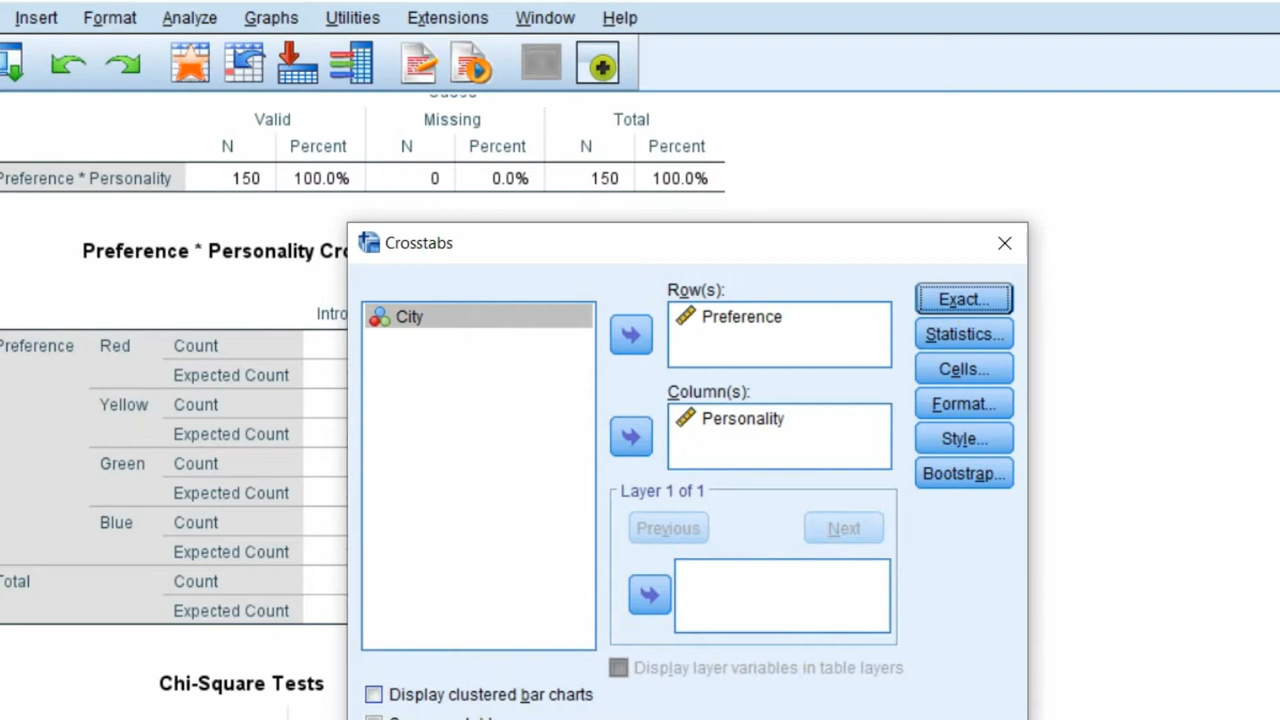 Insert Format Analyze Graphs Utilities Extensions Window Help
Valid Missing Total
N Percent N Percent N Percent
Preference * Personality 150 100.0% 0 0.0% 150 100.0%
Preference * Personality Cro
Intro
Preference Red Count
Expected Count
Yellow Count
Expected Count
Green Count
Expected Count
Blue Count
Expected Count
Total Count
Expected Count
Chi-Square Tests
Crosstabs
City
Row(s):
Preference
Column(s):
Personality
Layer 1 of 1
Previous Next
Display layer variables in table layers
Display clustered bar charts
Exact...
Statistics...
Cells...
Format...
Style...
Bootstrap...